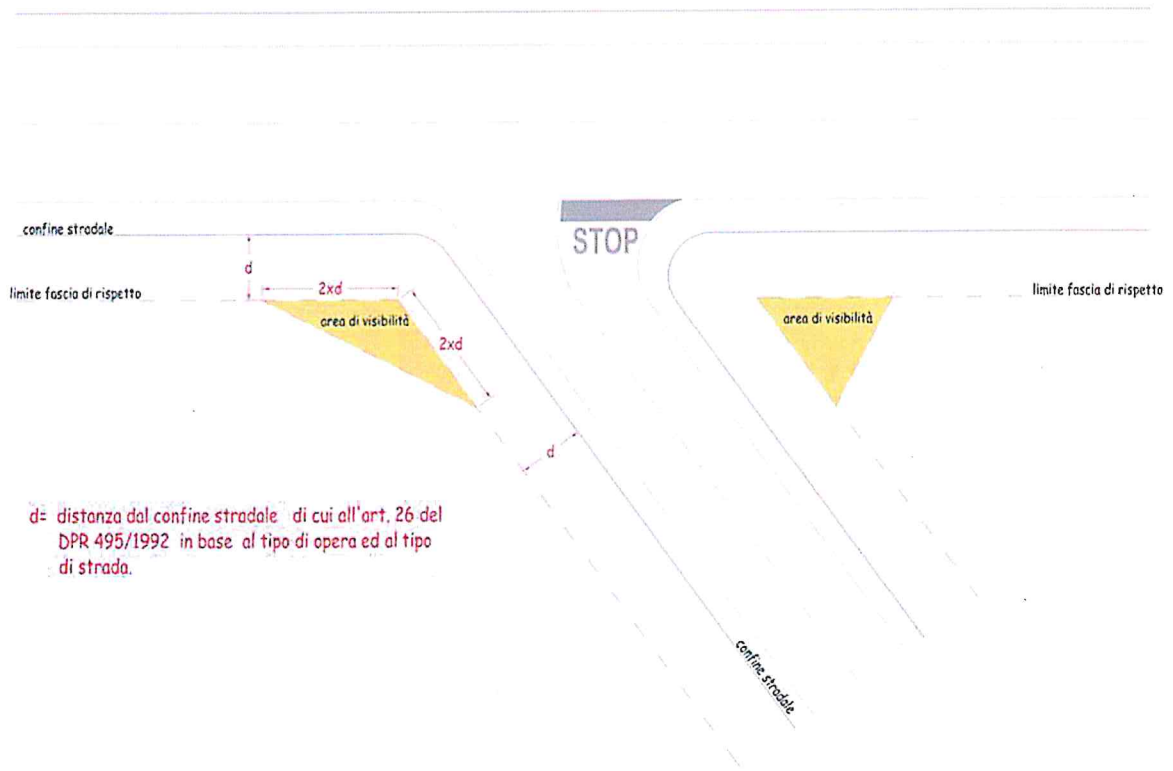 confine stradale
STOP
d
2xd
limite fascia di rispetto
limite fascia di rispetto
area di visibilità
area di visibilità
2xd
d
d= distanza dal confine stradale di cui all'art. 26 del
DPR 495/1992 in base al tipo di opera ed al tipo
di strada.
confine stradale